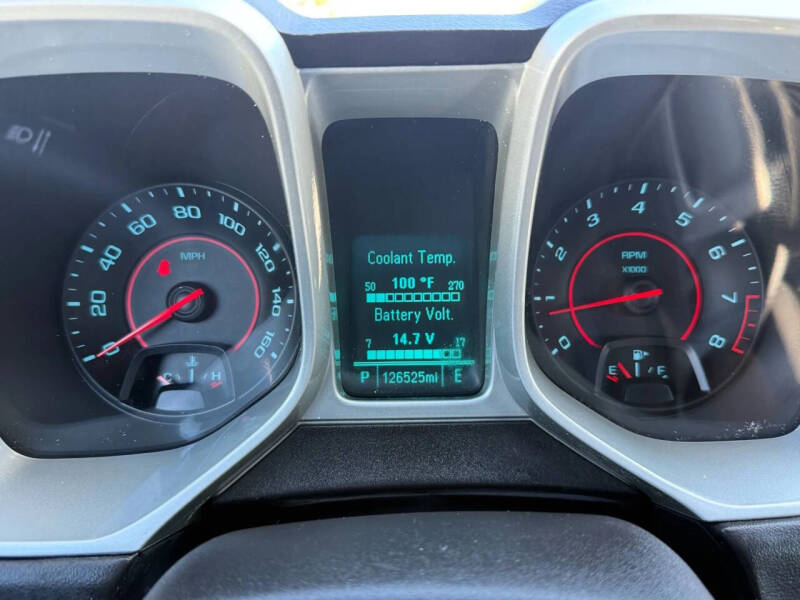 0 20 40 60 80 100 120 140 160
MPH
C H
Coolant Temp.
100 °F
50 270
Battery Volt.
14.7 V
7 17
P 126525mi E
0 1 2 3 4 5 6 7 8
RPM
X1000
E F